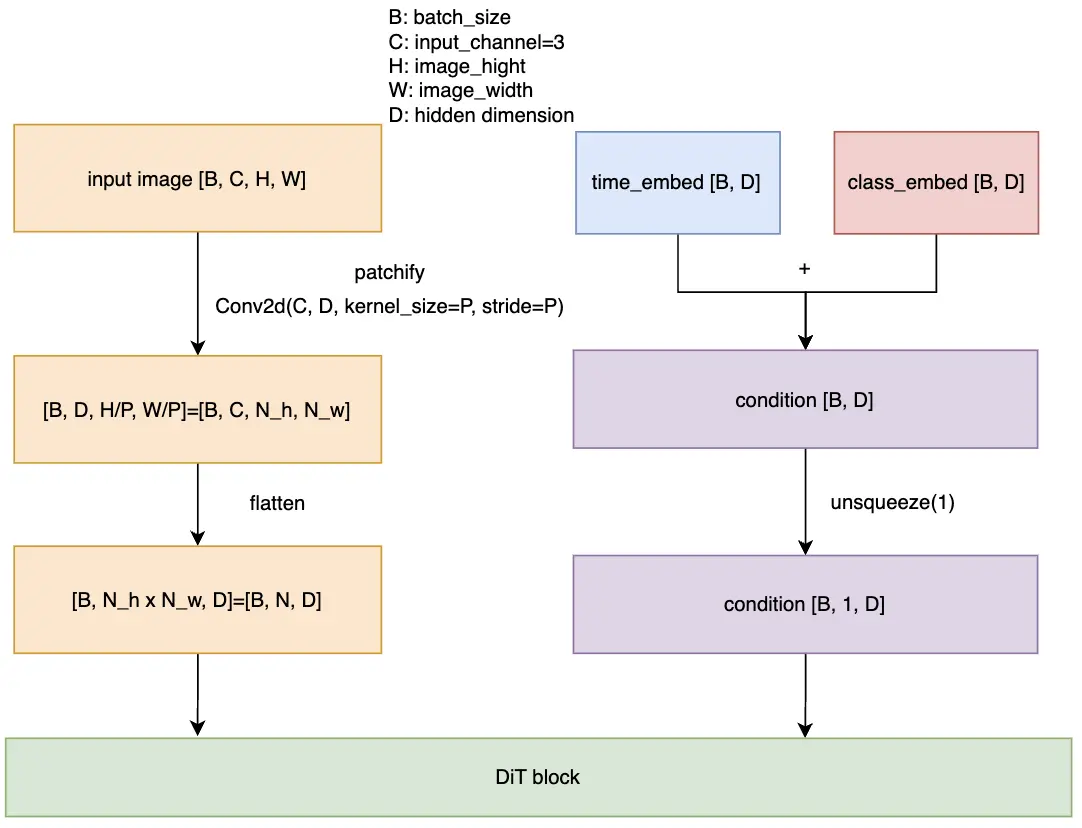 B: batch_size
C: input_channel=3
H: image_hight
W: image_width
D: hidden dimension
input image [B, C, H, W]
time_embed [B, D]
class_embed [B, D]
patchify
Conv2d(C, D, kernel_size=P, stride=P)
+
[B, D, H/P, W/P]=[B, C, N_h, N_w]
condition [B, D]
flatten
unsqueeze(1)
[B, N_h x N_w, D]=[B, N, D]
condition [B, 1, D]
DiT block